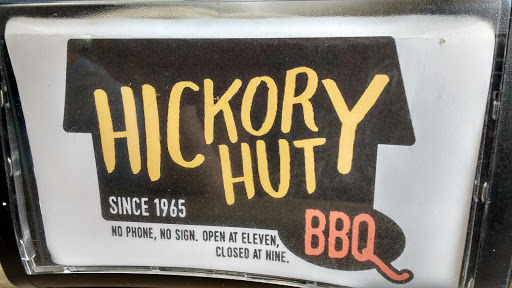 HICKORY
HUT
SINCE 1965
NO PHONE, NO SIGN. OPEN AT ELEVEN,
CLOSED AT NINE.
BBQ